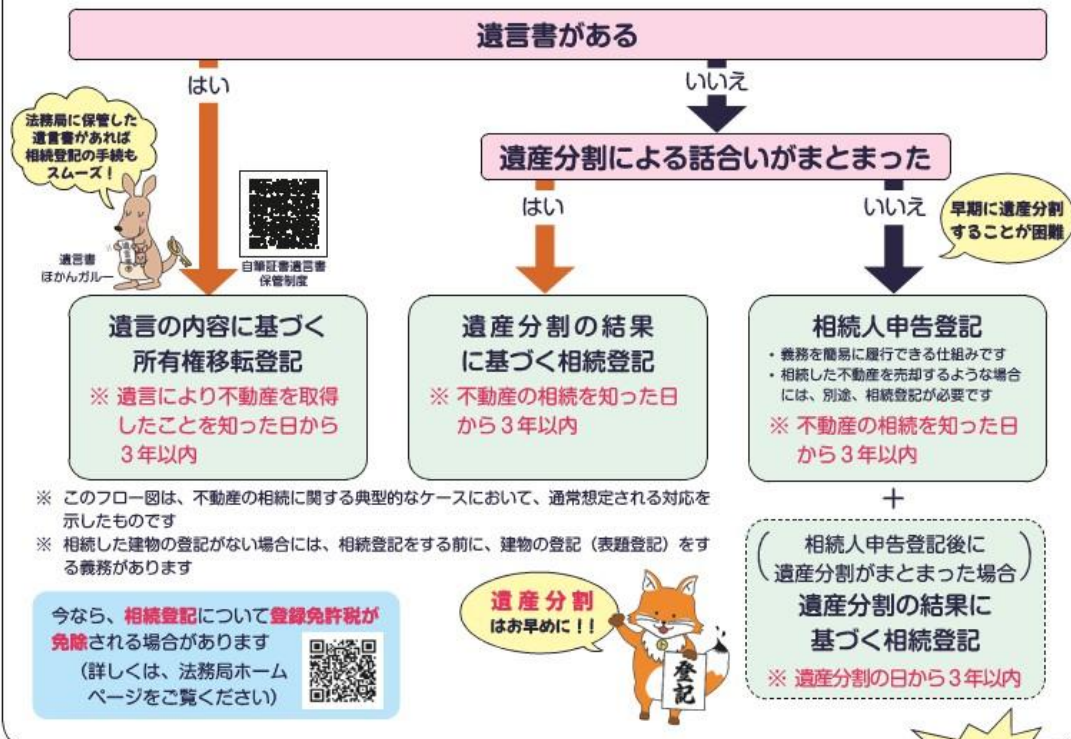 遺言書がある
はい
いいえ
法務局に保管した
遺言書があれば
相続登記の手続も
スムーズ！
遺言書
ほかんガルー
遺言書
自筆証書遺言書
保管制度
遺産分割による話合いがまとまった
はい
いいえ
早期に遺産分割
することが困難
遺言の内容に基づく
所有権移転登記
※ 遺言により不動産を取得
したことを知った日から
3年以内
遺産分割の結果
に基づく相続登記
※ 不動産の相続を知った日
から3年以内
相続人申告登記
・義務を簡易に履行できる仕組みです
・相続した不動産を売却するような場合
には、別途、相続登記が必要です
※ 不動産の相続を知った日
から3年以内
＋
（相続人申告登記後に
遺産分割がまとまった場合）
遺産分割の結果に
基づく相続登記
※ 遺産分割の日から3年以内
※ このフロー図は、不動産の相続に関する典型的なケースにおいて、通常想定される対応を
示したものです
※ 相続した建物の登記がない場合には、相続登記をする前に、建物の登記（表題登記）をす
る義務があります
今なら、相続登記について登録免許税が
免除される場合があります
（詳しくは、法務局ホーム
ページをご覧ください）
遺産分割
はお早めに！！
登記